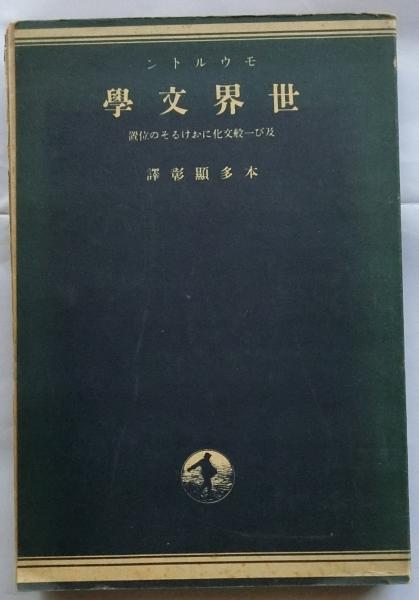 モウルトン
世界文學
及び一般文化におけるその位置
本多顯彰譯